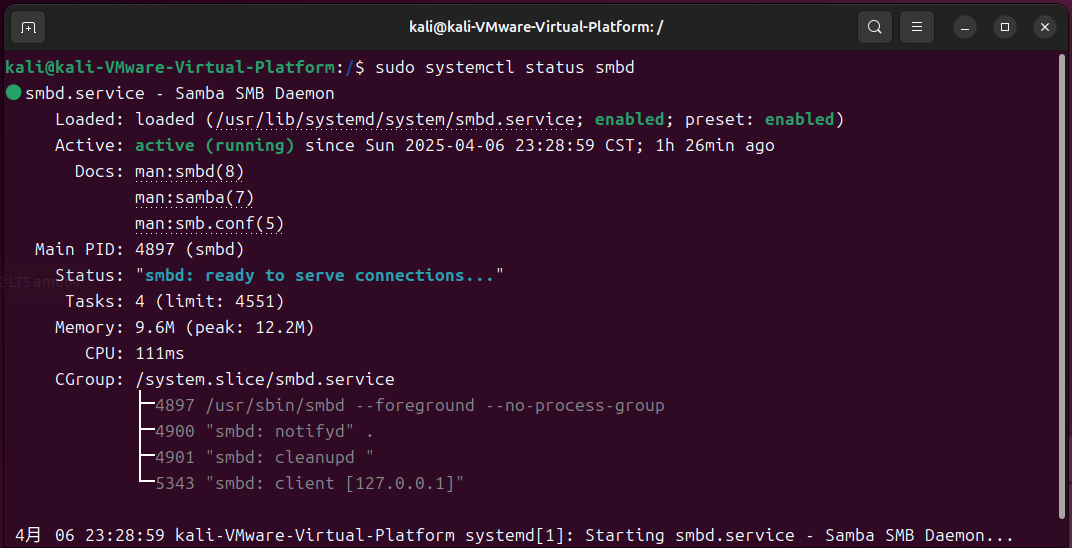 kali@kali-VMware-Virtual-Platform: /
kali@kali-VMware-Virtual-Platform:/$ sudo systemctl status smbd
smbd.service - Samba SMB Daemon
Loaded: loaded (/usr/lib/systemd/system/smbd.service; enabled; preset: enabled)
Active: active (running) since Sun 2025-04-06 23:28:59 CST; 1h 26min ago
Docs: man:smbd(8)
man:samba(7)
man:smb.conf(5)
Main PID: 4897 (smbd)
Status: "smbd: ready to serve connections..."
Tasks: 4 (limit: 4551)
Memory: 9.6M (peak: 12.2M)
CPU: 111ms
CGroup: /system.slice/smbd.service
├─4897 /usr/sbin/smbd --foreground --no-process-group
├─4900 "smbd: notifyd" .
├─4901 "smbd: cleanupd "
└─5343 "smbd: client [127.0.0.1]"
4月 06 23:28:59 kali-VMware-Virtual-Platform systemd[1]: Starting smbd.service - Samba SMB Daemon...